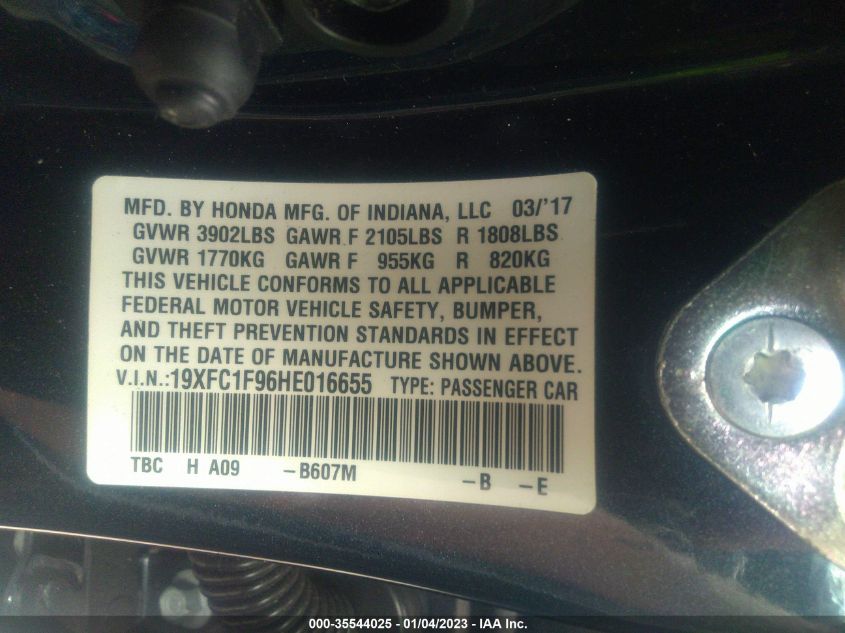 MFD. BY HONDA MFG. OF INDIANA, LLC 03/'17
GVWR 3902LBS GAWR F 2105LBS R 1808LBS
GVWR 1770KG GAWR F 955KG R 820KG
THIS VEHICLE CONFORMS TO ALL APPLICABLE
FEDERAL MOTOR VEHICLE SAFETY, BUMPER,
AND THEFT PREVENTION STANDARDS IN EFFECT
ON THE DATE OF MANUFACTURE SHOWN ABOVE.
V.I.N.:19XFC1F96HE016655 TYPE: PASSENGER CAR
TBC H A09 -B607M -B -E
000-35544025 - 01/04/2023 - IAA Inc.